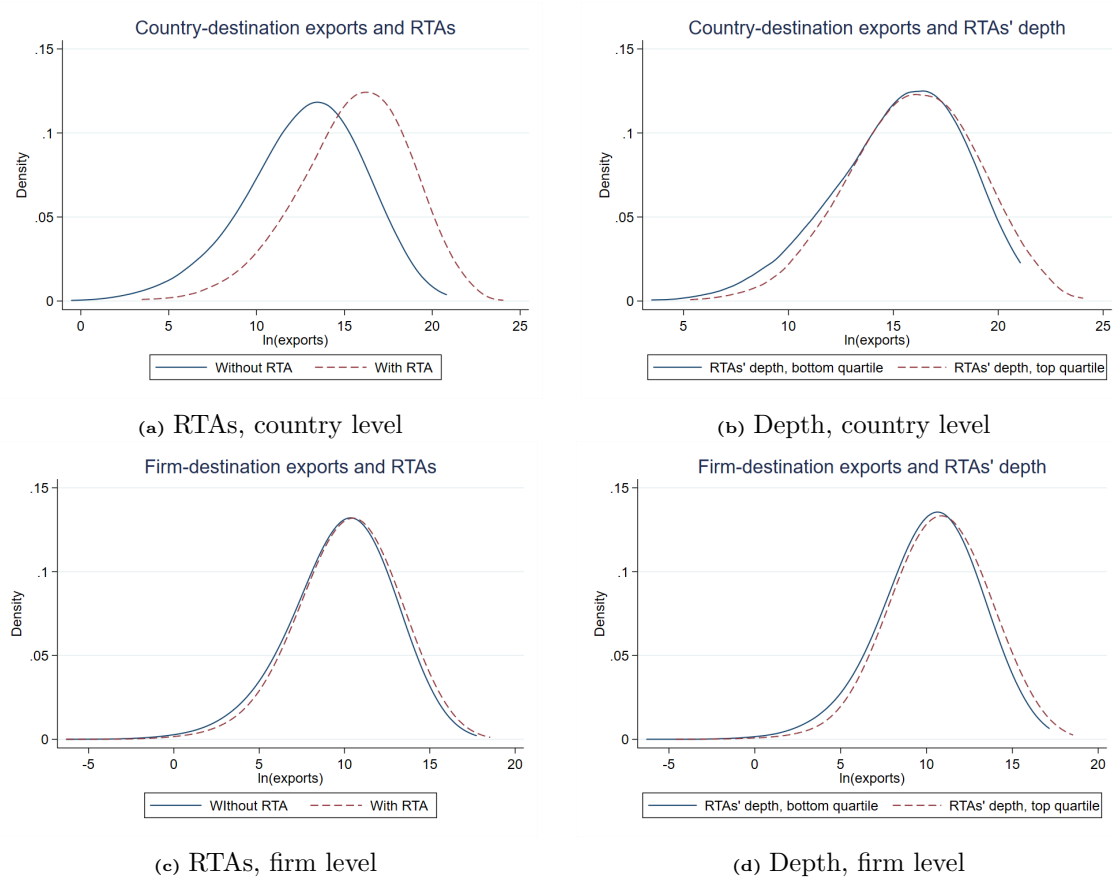 Country-destination exports and RTAs
.15
.1
.05
0
Density
0 5 10 15 20 25
ln(exports)
Without RTA With RTA
(a) RTAs, country level
Country-destination exports and RTAs' depth
.15
.1
.05
0
Density
5 10 15 20 25
ln(exports)
RTAs' depth, bottom quartile RTAs' depth, top quartile
(b) Depth, country level
Firm-destination exports and RTAs
.15
.1
.05
0
Density
-5 0 5 10 15 20
ln(exports)
WIthout RTA With RTA
(c) RTAs, firm level
Firm-destination exports and RTAs' depth
.15
.1
.05
0
Density
-5 0 5 10 15 20
ln(exports)
RTAs' depth, bottom quartile RTAs' depth, top quartile
(d) Depth, firm level